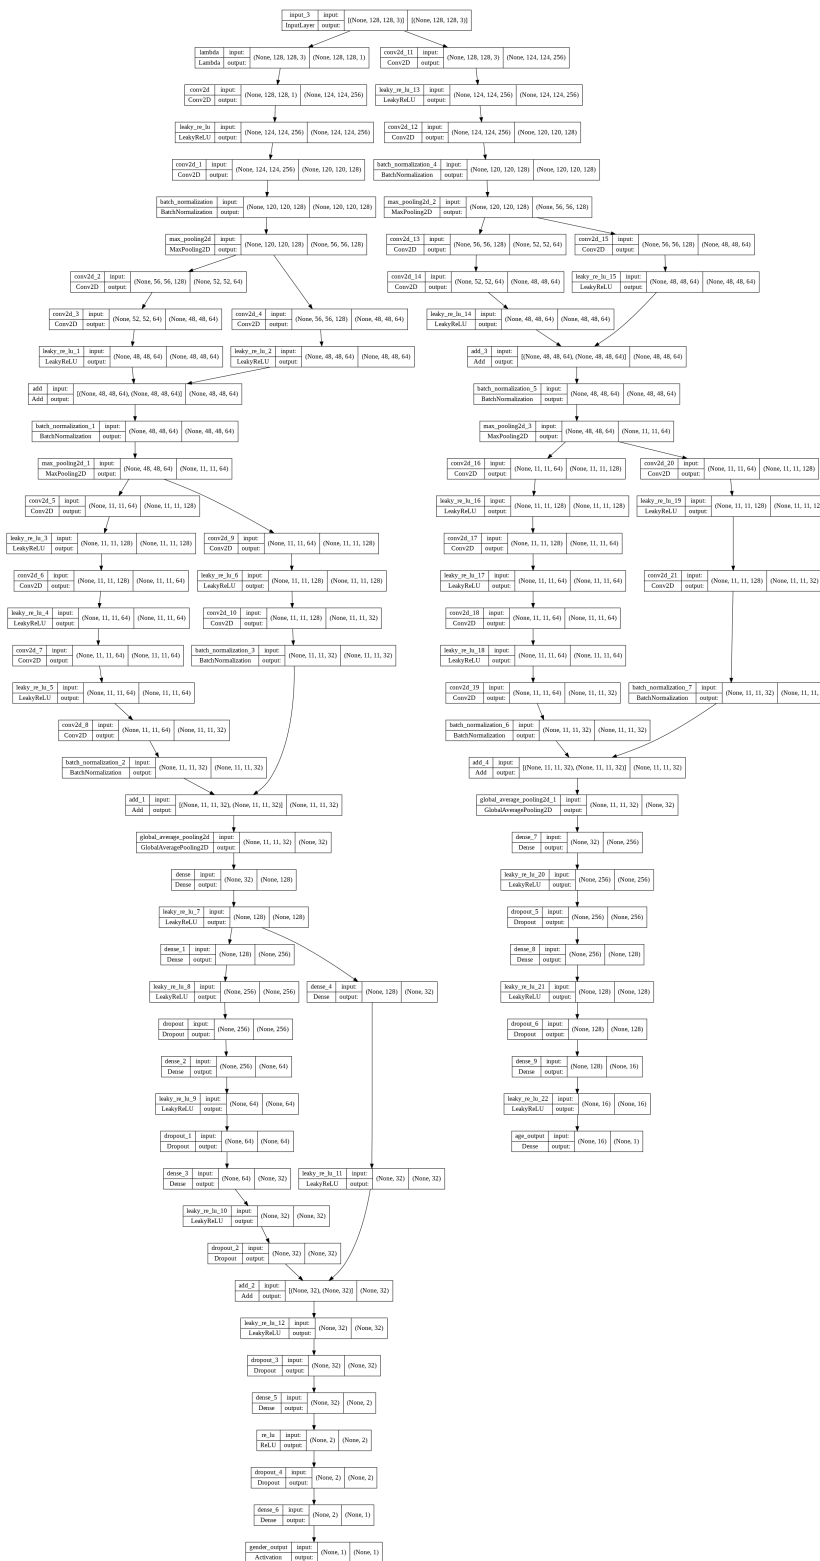 input_3 input: [(None, 128, 128, 3)] [(None, 128, 128, 3)]
InputLayer output:
lambda input: (None, 128, 128, 3) (None, 128, 128, 1)
Lambda output:
conv2d input: (None, 128, 128, 1) (None, 124, 124, 256)
Conv2D output:
leaky_re_lu input: (None, 124, 124, 256) (None, 124, 124, 256)
LeakyReLU output:
conv2d_1 input: (None, 124, 124, 256) (None, 120, 120, 128)
Conv2D output:
batch_normalization input: (None, 120, 120, 128) (None, 120, 120, 128)
BatchNormalization output:
max_pooling2d input: (None, 120, 120, 128) (None, 56, 56, 128)
MaxPooling2D output:
conv2d_2 input: (None, 56, 56, 128) (None, 52, 52, 64)
Conv2D output:
conv2d_3 input: (None, 52, 52, 64) (None, 48, 48, 64)
Conv2D output:
conv2d_4 input: (None, 56, 56, 128) (None, 48, 48, 64)
Conv2D output:
leaky_re_lu_1 input: (None, 48, 48, 64) (None, 48, 48, 64)
LeakyReLU output:
leaky_re_lu_2 input: (None, 48, 48, 64) (None, 48, 48, 64)
LeakyReLU output:
add input: [(None, 48, 48, 64), (None, 48, 48, 64)] (None, 48, 48, 64)
Add output:
batch_normalization_1 input: (None, 48, 48, 64) (None, 48, 48, 64)
BatchNormalization output:
max_pooling2d_1 input: (None, 48, 48, 64) (None, 11, 11, 64)
MaxPooling2D output:
conv2d_5 input: (None, 11, 11, 64) (None, 11, 11, 128)
Conv2D output:
leaky_re_lu_3 input: (None, 11, 11, 128) (None, 11, 11, 128)
LeakyReLU output:
conv2d_9 input: (None, 11, 11, 64) (None, 11, 11, 128)
Conv2D output:
conv2d_6 input: (None, 11, 11, 128) (None, 11, 11, 64)
Conv2D output:
leaky_re_lu_6 input: (None, 11, 11, 128) (None, 11, 11, 128)
LeakyReLU output:
leaky_re_lu_4 input: (None, 11, 11, 64) (None, 11, 11, 64)
LeakyReLU output:
conv2d_10 input: (None, 11, 11, 128) (None, 11, 11, 32)
Conv2D output:
conv2d_7 input: (None, 11, 11, 64) (None, 11, 11, 64)
Conv2D output:
batch_normalization_3 input: (None, 11, 11, 32) (None, 11, 11, 32)
BatchNormalization output:
leaky_re_lu_5 input: (None, 11, 11, 64) (None, 11, 11, 64)
LeakyReLU output:
conv2d_8 input: (None, 11, 11, 64) (None, 11, 11, 32)
Conv2D output:
batch_normalization_2 input: (None, 11, 11, 32) (None, 11, 11, 32)
BatchNormalization output:
add_1 input: [(None, 11, 11, 32), (None, 11, 11, 32)] (None, 11, 11, 32)
Add output:
global_average_pooling2d input: (None, 11, 11, 32) (None, 32)
GlobalAveragePooling2D output:
dense input: (None, 32) (None, 128)
Dense output:
leaky_re_lu_7 input: (None, 128) (None, 128)
LeakyReLU output:
dense_1 input: (None, 128) (None, 256)
Dense output:
leaky_re_lu_8 input: (None, 256) (None, 256)
LeakyReLU output:
dense_4 input: (None, 128) (None, 32)
Dense output:
dropout input: (None, 256) (None, 256)
Dropout output:
dense_2 input: (None, 256) (None, 64)
Dense output:
leaky_re_lu_9 input: (None, 64) (None, 64)
LeakyReLU output:
dropout_1 input: (None, 64) (None, 64)
Dropout output:
dense_3 input: (None, 64) (None, 32)
Dense output:
leaky_re_lu_11 input: (None, 32) (None, 32)
LeakyReLU output:
leaky_re_lu_10 input: (None, 32) (None, 32)
LeakyReLU output:
dropout_2 input: (None, 32) (None, 32)
Dropout output:
add_2 input: [(None, 32), (None, 32)] (None, 32)
Add output:
leaky_re_lu_12 input: (None, 32) (None, 32)
LeakyReLU output:
dropout_3 input: (None, 32) (None, 32)
Dropout output:
dense_5 input: (None, 32) (None, 2)
Dense output:
re_lu input: (None, 2) (None, 2)
ReLU output:
dropout_4 input: (None, 2) (None, 2)
Dropout output:
dense_6 input: (None, 2) (None, 1)
Dense output:
gender_output input: (None, 1) (None, 1)
Activation output:
conv2d_11 input: (None, 128, 128, 3) (None, 124, 124, 256)
Conv2D output:
leaky_re_lu_13 input: (None, 124, 124, 256) (None, 124, 124, 256)
LeakyReLU output:
conv2d_12 input: (None, 124, 124, 256) (None, 120, 120, 128)
Conv2D output:
batch_normalization_4 input: (None, 120, 120, 128) (None, 120, 120, 128)
BatchNormalization output:
max_pooling2d_2 input: (None, 120, 120, 128) (None, 56, 56, 128)
MaxPooling2D output:
conv2d_13 input: (None, 56, 56, 128) (None, 52, 52, 64)
Conv2D output:
conv2d_15 input: (None, 56, 56, 128) (None, 48, 48, 64)
Conv2D output:
conv2d_14 input: (None, 52, 52, 64) (None, 48, 48, 64)
Conv2D output:
leaky_re_lu_15 input: (None, 48, 48, 64) (None, 48, 48, 64)
LeakyReLU output:
leaky_re_lu_14 input: (None, 48, 48, 64) (None, 48, 48, 64)
LeakyReLU output:
add_3 input: [(None, 48, 48, 64), (None, 48, 48, 64)] (None, 48, 48, 64)
Add output:
batch_normalization_5 input: (None, 48, 48, 64) (None, 48, 48, 64)
BatchNormalization output:
max_pooling2d_3 input: (None, 48, 48, 64) (None, 11, 11, 64)
MaxPooling2D output:
conv2d_16 input: (None, 11, 11, 64) (None, 11, 11, 128)
Conv2D output:
conv2d_20 input: (None, 11, 11, 64) (None, 11, 11, 128)
Conv2D output:
leaky_re_lu_16 input: (None, 11, 11, 128) (None, 11, 11, 128)
LeakyReLU output:
leaky_re_lu_19 input: (None, 11, 11, 128) (None, 11, 11, 12
LeakyReLU output:
conv2d_17 input: (None, 11, 11, 128) (None, 11, 11, 64)
Conv2D output:
leaky_re_lu_17 input: (None, 11, 11, 64) (None, 11, 11, 64)
LeakyReLU output:
conv2d_21 input: (None, 11, 11, 128) (None, 11, 11, 32)
Conv2D output:
conv2d_18 input: (None, 11, 11, 64) (None, 11, 11, 64)
Conv2D output:
leaky_re_lu_18 input: (None, 11, 11, 64) (None, 11, 11, 64)
LeakyReLU output:
conv2d_19 input: (None, 11, 11, 64) (None, 11, 11, 32)
Conv2D output:
batch_normalization_7 input: (None, 11, 11, 32) (None, 11, 11,
BatchNormalization output:
batch_normalization_6 input: (None, 11, 11, 32) (None, 11, 11, 32)
BatchNormalization output:
add_4 input: [(None, 11, 11, 32), (None, 11, 11, 32)] (None, 11, 11, 32)
Add output:
global_average_pooling2d_1 input: (None, 11, 11, 32) (None, 32)
GlobalAveragePooling2D output:
dense_7 input: (None, 32) (None, 256)
Dense output:
leaky_re_lu_20 input: (None, 256) (None, 256)
LeakyReLU output:
dropout_5 input: (None, 256) (None, 256)
Dropout output:
dense_8 input: (None, 256) (None, 128)
Dense output:
leaky_re_lu_21 input: (None, 128) (None, 128)
LeakyReLU output:
dropout_6 input: (None, 128) (None, 128)
Dropout output:
dense_9 input: (None, 128) (None, 16)
Dense output:
leaky_re_lu_22 input: (None, 16) (None, 16)
LeakyReLU output:
age_output input: (None, 16) (None, 1)
Dense output: